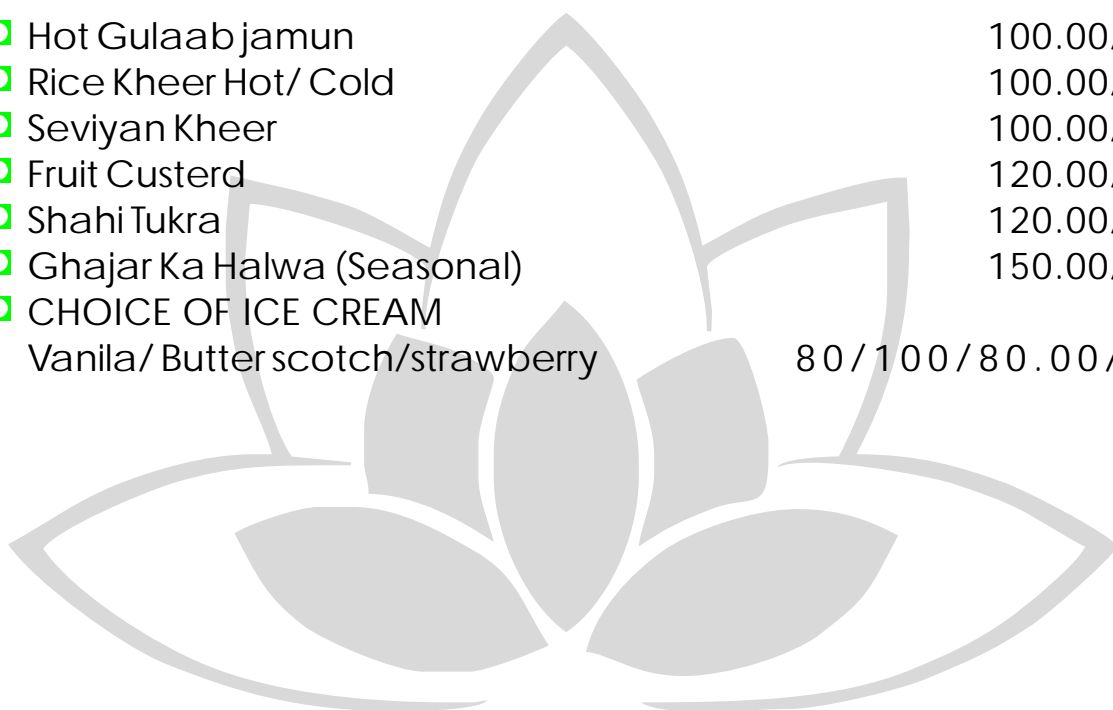 Hot Gulaab jamun 100.00/
Rice Kheer Hot/ Cold 100.00/
Seviyan Kheer 100.00/
Fruit Custerd 120.00/
Shahi Tukra 120.00/
Ghajar Ka Halwa (Seasonal) 150.00/
CHOICE OF ICE CREAM
Vanila/ Butter scotch/strawberry 80/100/80.00/